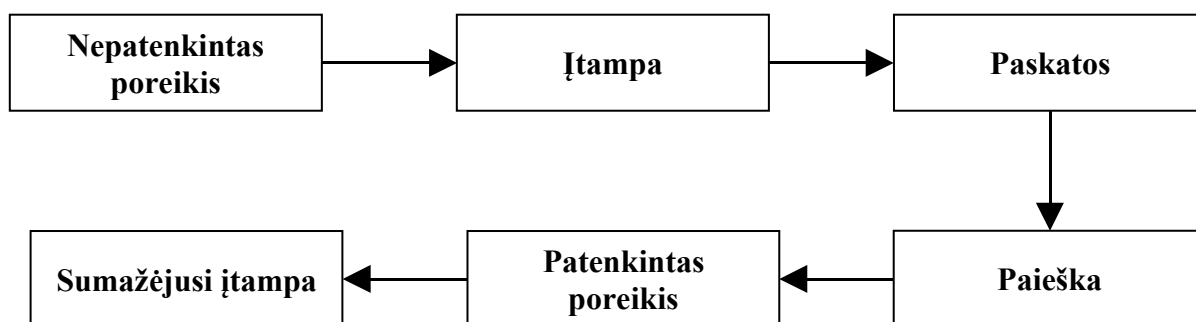 Nepatenkintas
poreikis
Įtampa
Paskatos
Sumažėjusi įtampa
Patenkintas
poreikis
Paieška